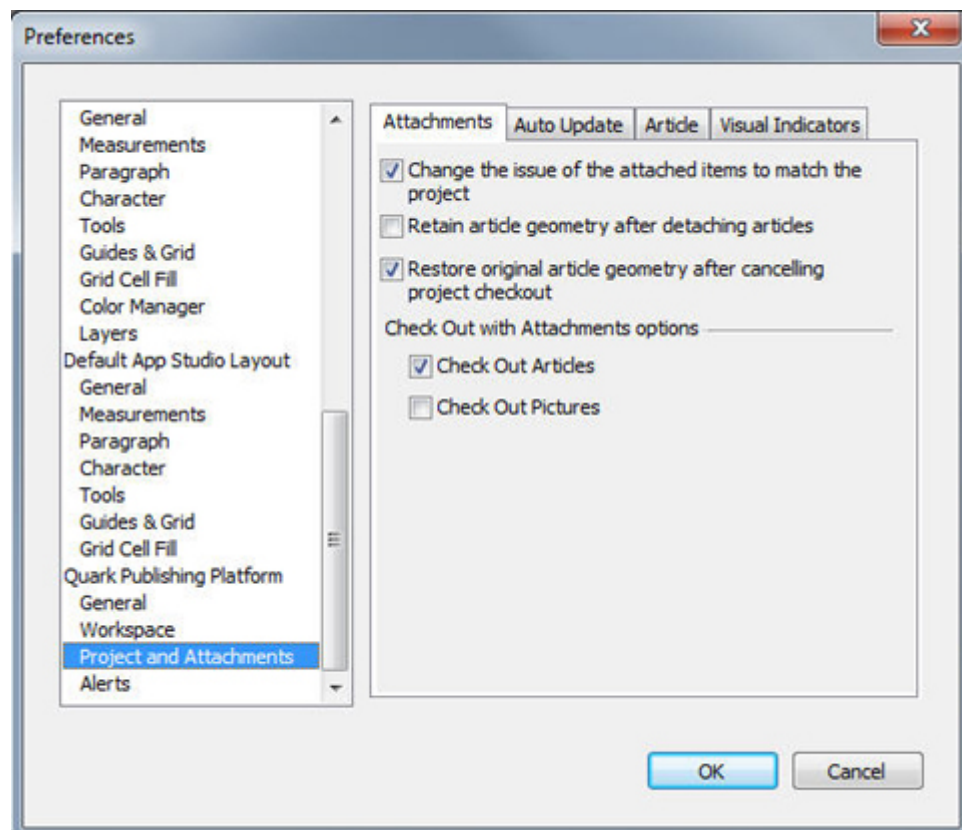 Preferences
General
Measurements
Paragraph
Character
Tools
Guides & Grid
Grid Cell Fill
Color Manager
Layers
Default App Studio Layout
General
Measurements
Paragraph
Character
Tools
Guides & Grid
Grid Cell Fill
Quark Publishing Platform
General
Workspace
Project and Attachments
Alerts
Attachments Auto Update Article Visual Indicators
Change the issue of the attached items to match the
project
Retain article geometry after detaching articles
Restore original article geometry after cancelling
project checkout
Check Out with Attachments options
Check Out Articles
Check Out Pictures
OK Cancel